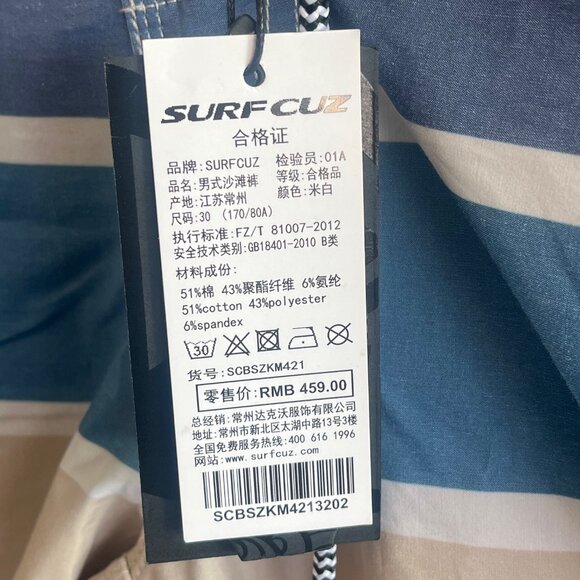 SURFCUZ
合格证
品牌:SURFCUZ 检验员:01A
品名:男式沙滩裤 等级:合格品
产地:江苏常州 颜色:米白
尺码:30 (170/80A)
执行标准:FZ/T 81007-2012
安全技术类别:GB18401-2010 B类
材料成份:
51%棉 43%聚酯纤维 6%氨纶
51%cotton 43%polyester
6%spandex
30
货号: SCBSZKM421
零售价: RMB 459.00
总经销:常州达克沃服饰有限公司
地址:常州市新北区太湖中路13号3楼
全国免费服务热线:400 616 1996
网站:www.surfcuz.com
SCBSZKM4213202